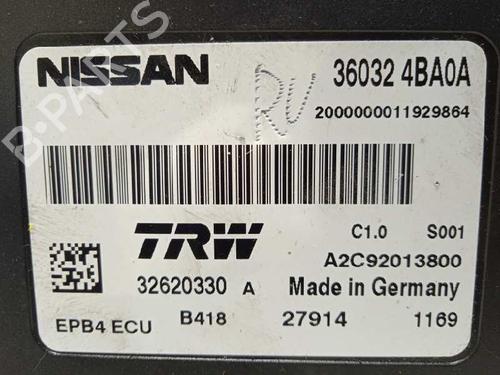 B-PARTS
NISSAN
RV
36032 4BA0A
2000000011929864
TRW
C1.0 S001
A2C92013800
32620330 A Made in Germany
EPB4 ECU B418 27914 1169